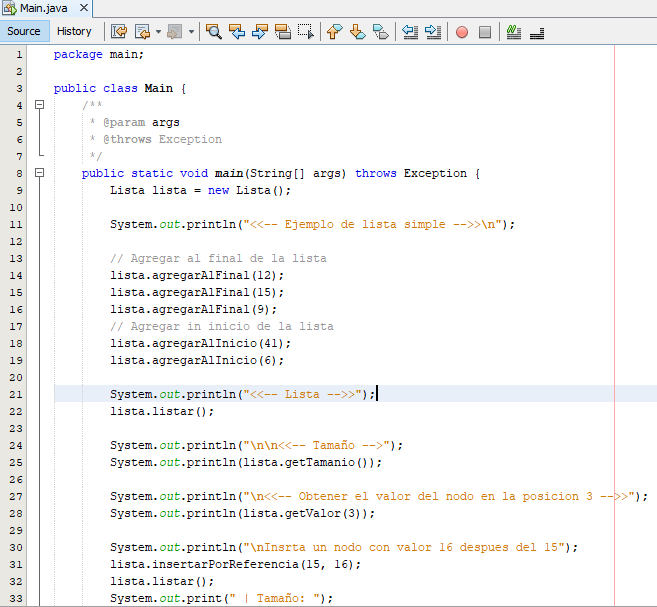 Main.java
Source History
1 package main;
2
3 public class Main {
4 /**
5 * @param args
6 * @throws Exception
7 */
8 public static void main(String[] args) throws Exception {
9 Lista lista = new Lista();
10
11 System.out.println("<<-- Ejemplo de lista simple -->>\n");
12
13 // Agregar al final de la lista
14 lista.agregarAlFinal(12);
15 lista.agregarAlFinal(15);
16 lista.agregarAlFinal(9);
17 // Agregar in inicio de la lista
18 lista.agregarAlInicio(41);
19 lista.agregarAlInicio(6);
20
21 System.out.println("<<-- Lista -->>");
22 lista.listar();
23
24 System.out.println("\n\n<<-- Tamaño -->");
25 System.out.println(lista.getTamanio());
26
27 System.out.println("\n<<-- Obtener el valor del nodo en la posicion 3 -->>");
28 System.out.println(lista.getValor(3));
29
30 System.out.println("\nInsrta un nodo con valor 16 despues del 15");
31 lista.insertarPorReferencia(15, 16);
32 lista.listar();
33 System.out.print(" | Tamaño: ");